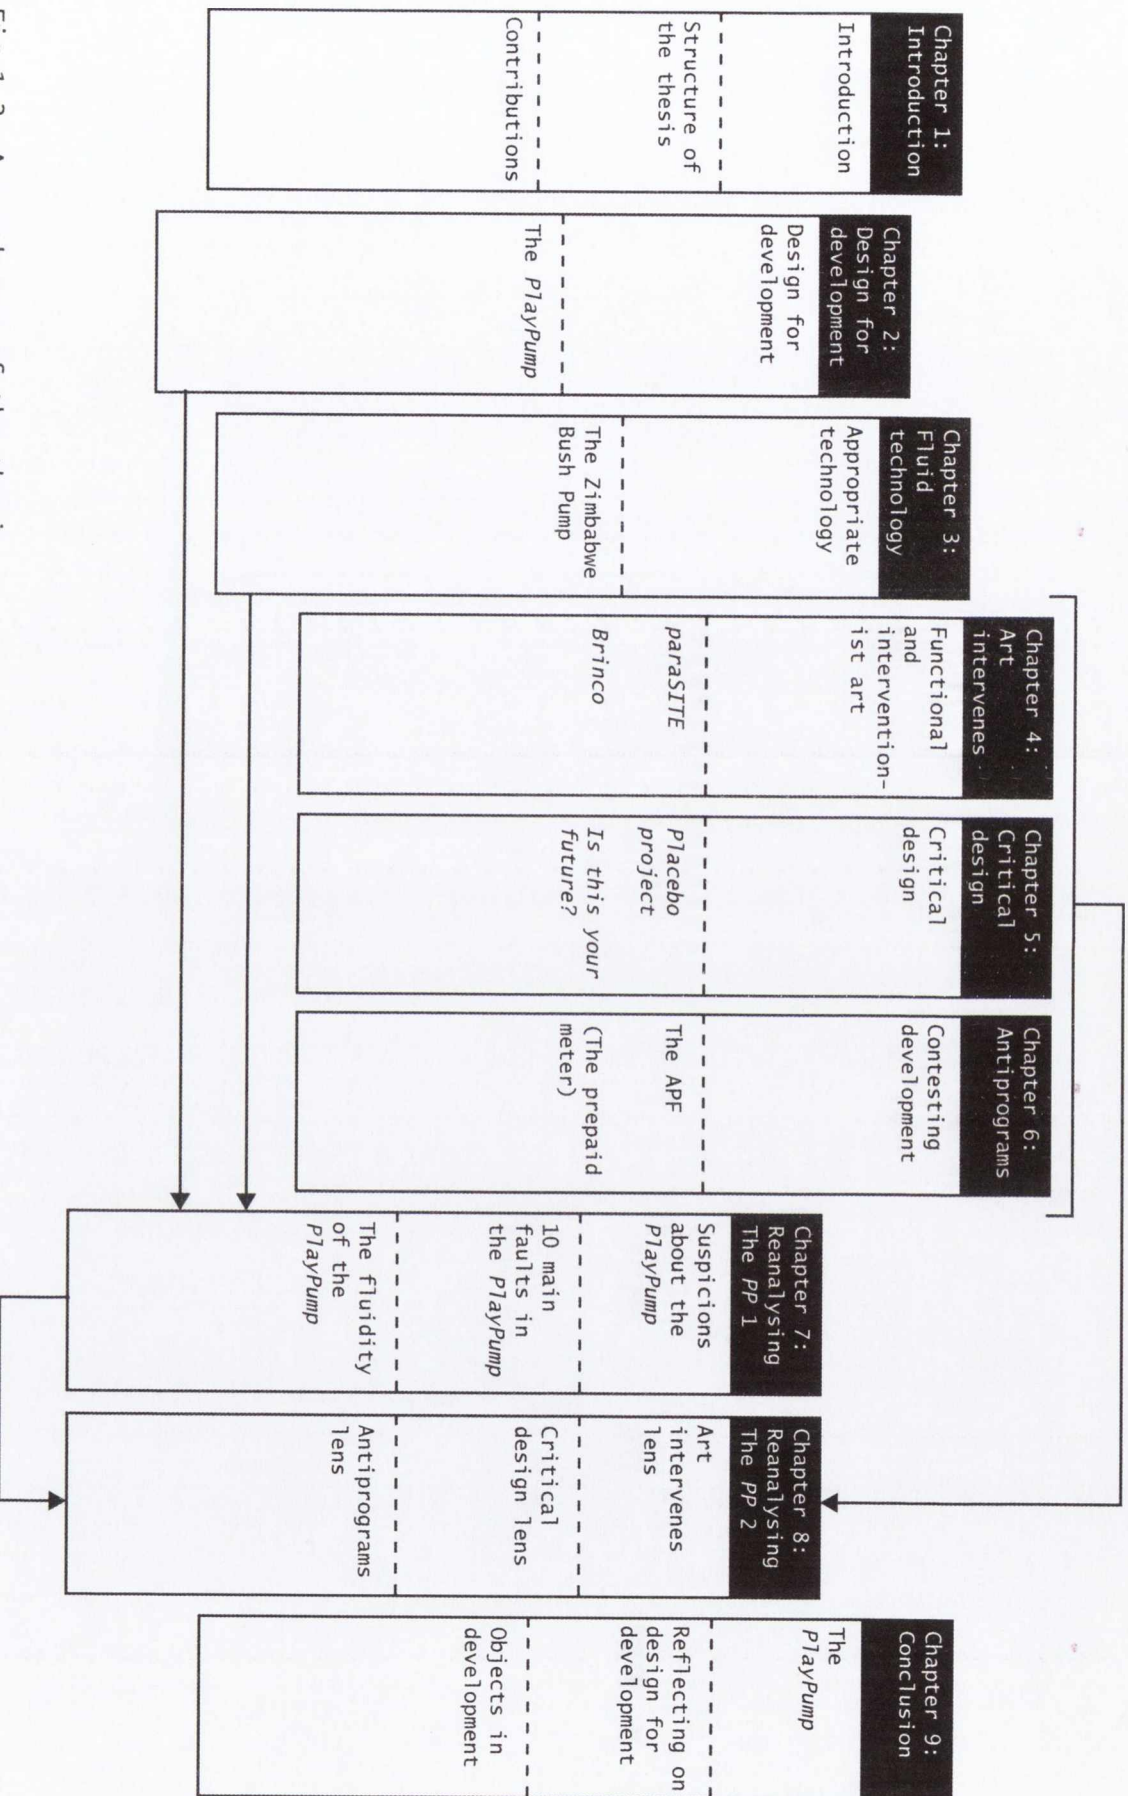 Chapter 1:
Introduction
Introduction
Structure of
the thesis
Contributions
Chapter 2:
Design for
development
Design for
development
The PlayPump
Chapter 3:
Fluid
technology
Appropriate
technology
The Zimbabwe
Bush Pump
Chapter 4:
Art
intervenes
Functional
and
intervention-
ist art
paraSITE
Brinco
Chapter 5:
Critical
design
Critical
design
Placebo
project
Is this your
future?
Chapter 6:
Antiprograms
Contesting
development
The APF
(The prepaid
meter)
Chapter 7:
Reanalysing
The PP 1
Suspicions
about the
PlayPump
10 main
faults in
the PlayPump
The fluidity
of the
PlayPump
Chapter 8:
Reanalysing
The PP 2
Art
intervenes
lens
Critical
design lens
Antiprograms
lens
Chapter 9:
Conclusion
The
PlayPump
Reflecting on
design for
development
Objects in
development